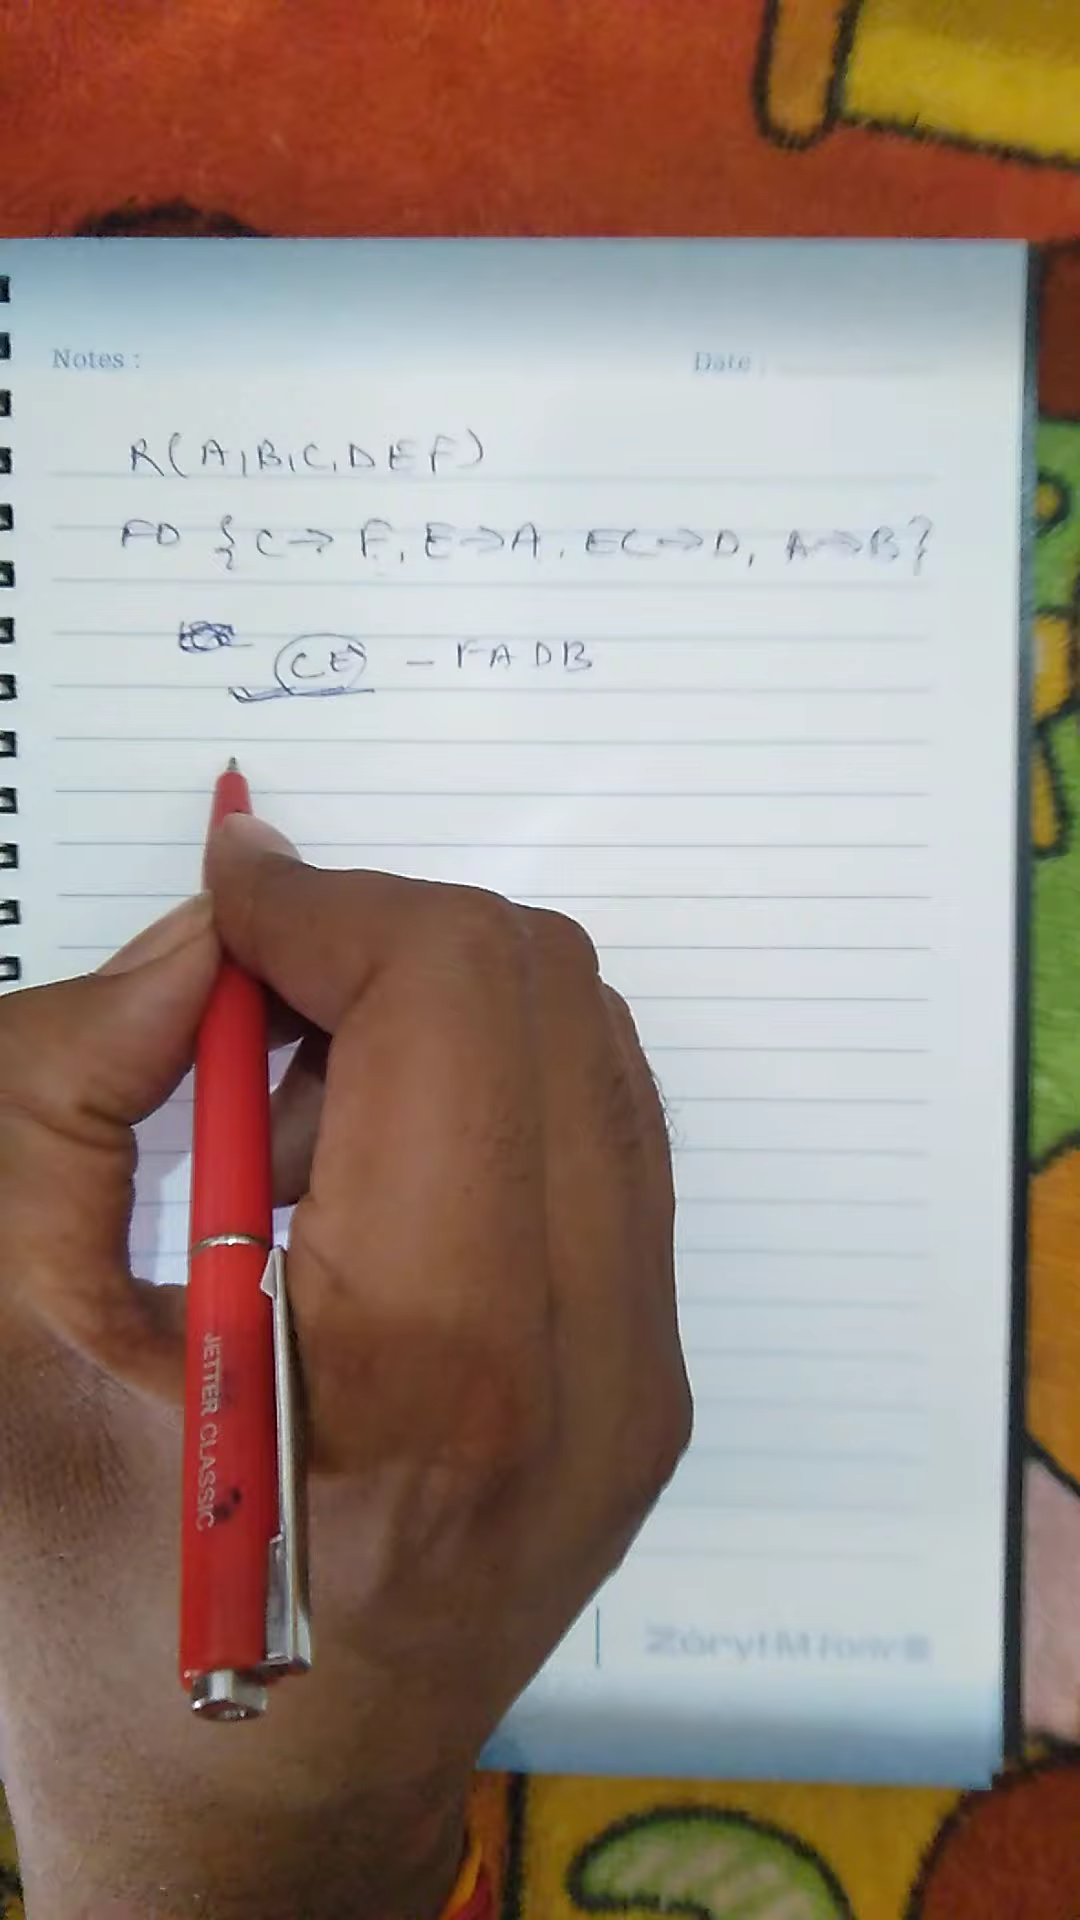 Notes :
Date :
R(A,B,C,DEF)
FD {C→F, E→A, EC→D, A→B}
CE – FADB
JETTER CLASSIC